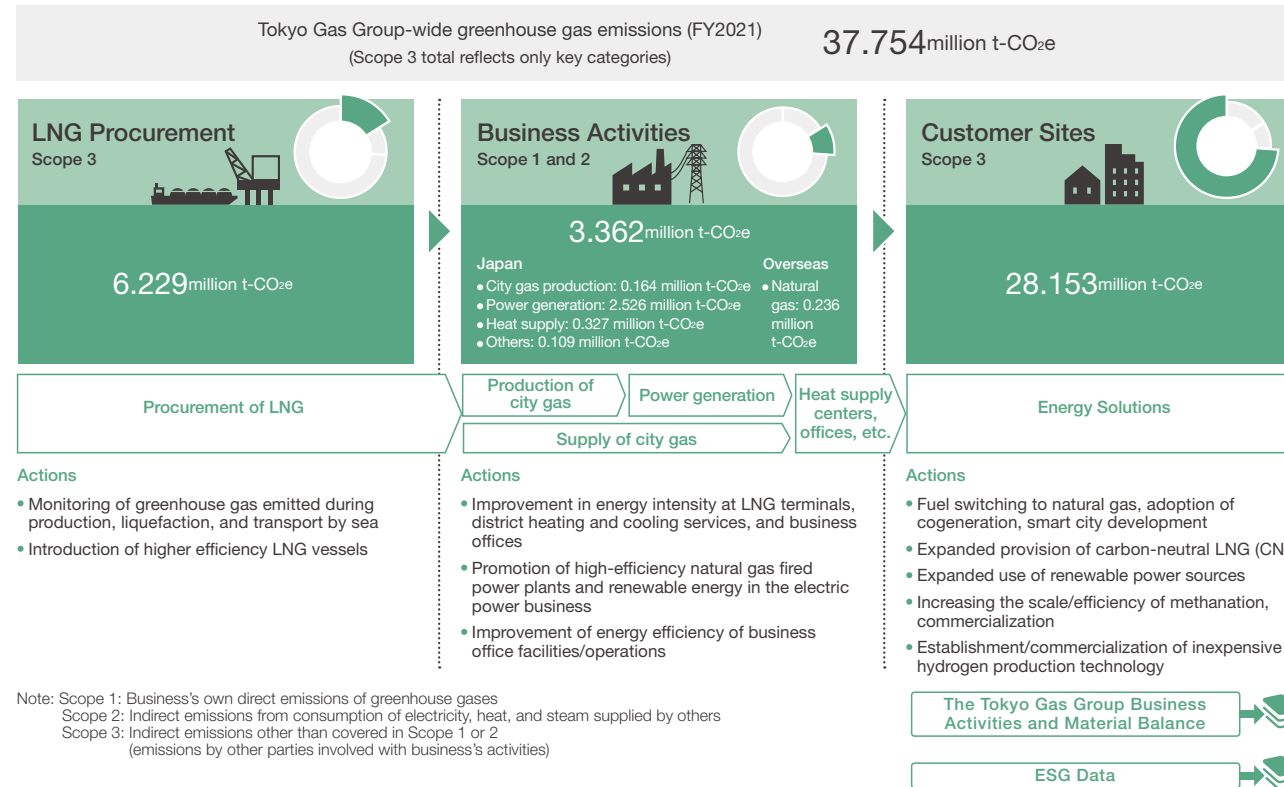 Tokyo Gas Group-wide greenhouse gas emissions (FY2021)
(Scope 3 total reflects only key categories)
37.754 million t-CO2e
LNG Procurement
Scope 3
6.229 million t-CO2e
Business Activities
Scope 1 and 2
3.362 million t-CO2e
Japan
• City gas production: 0.164 million t-CO2e
• Power generation: 2.526 million t-CO2e
• Heat supply: 0.327 million t-CO2e
• Others: 0.109 million t-CO2e
Overseas
• Natural
gas: 0.236
million
t-CO2e
Customer Sites
Scope 3
28.153 million t-CO2e
Procurement of LNG
Production of
city gas
Power generation
Supply of city gas
Heat supply
centers,
offices, etc.
Energy Solutions
Actions
• Monitoring of greenhouse gas emitted during
production, liquefaction, and transport by sea
• Introduction of higher efficiency LNG vessels
Actions
• Improvement in energy intensity at LNG terminals,
district heating and cooling services, and business
offices
• Promotion of high-efficiency natural gas fired
power plants and renewable energy in the electric
power business
• Improvement of energy efficiency of business
office facilities/operations
Actions
• Fuel switching to natural gas, adoption of
cogeneration, smart city development
• Expanded provision of carbon-neutral LNG (CN
• Expanded use of renewable power sources
• Increasing the scale/efficiency of methanation,
commercialization
• Establishment/commercialization of inexpensive
hydrogen production technology
Note: Scope 1: Business's own direct emissions of greenhouse gases
Scope 2: Indirect emissions from consumption of electricity, heat, and steam supplied by others
Scope 3: Indirect emissions other than covered in Scope 1 or 2
(emissions by other parties involved with business's activities)
The Tokyo Gas Group Business
Activities and Material Balance
ESG Data